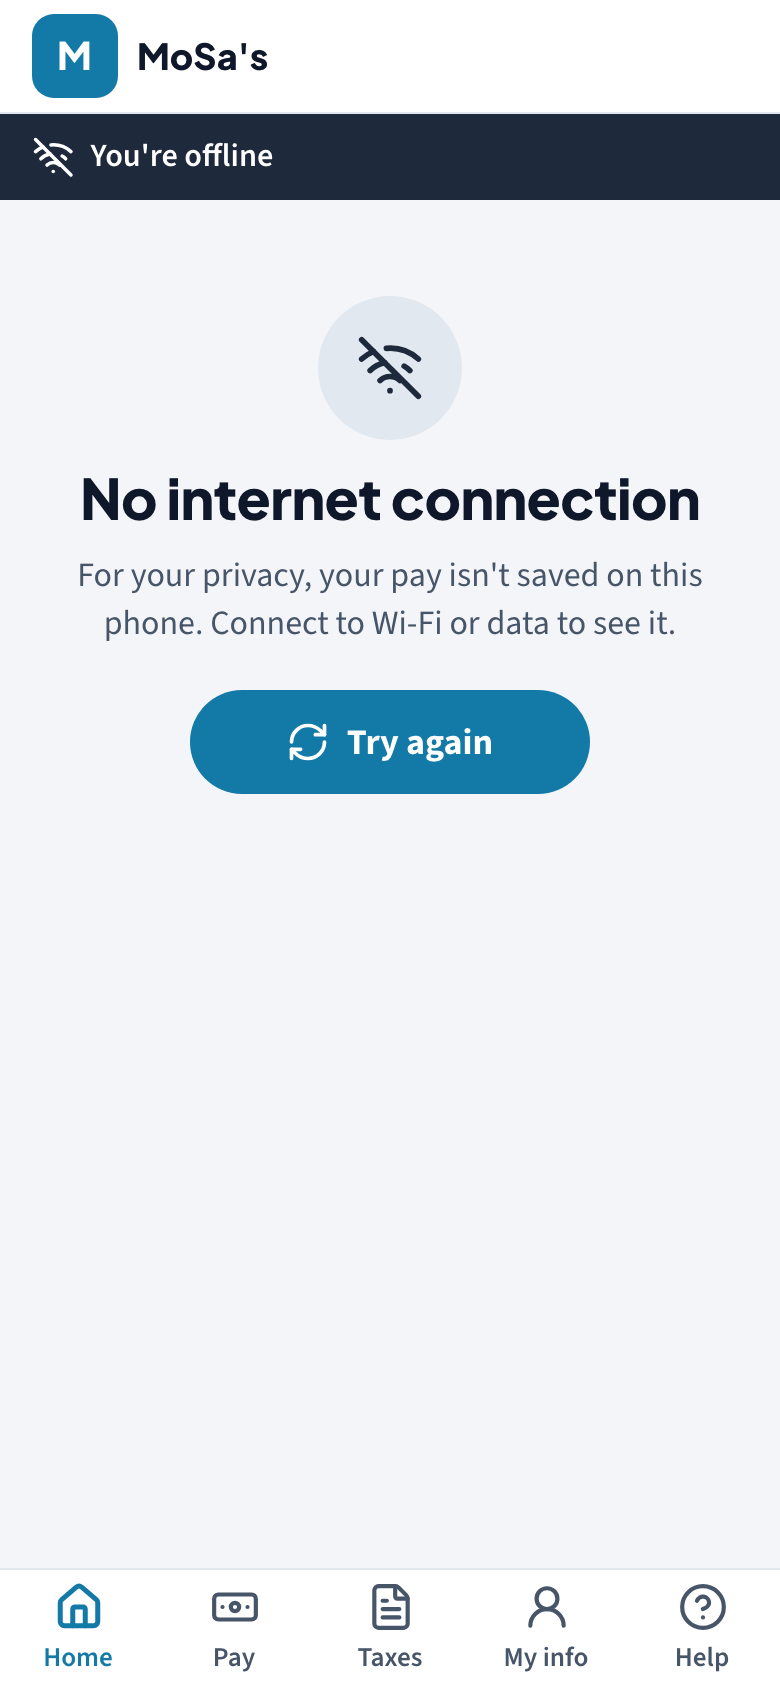 M
MoSa's
You're offline
No internet connection
For your privacy, your pay isn't saved on this
phone. Connect to Wi-Fi or data to see it.
Try again
Home
Pay
Taxes
My info
Help